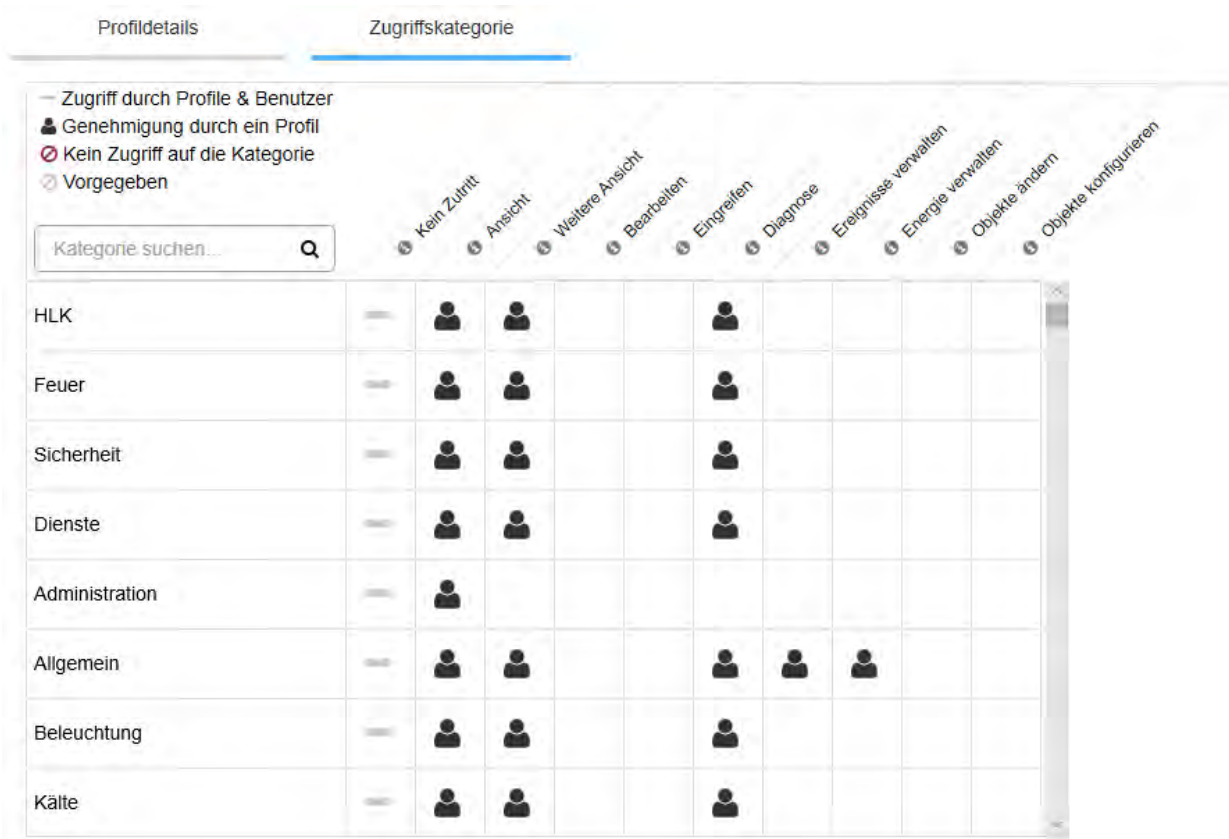 Profildetails Zugriffskategorie
Zugriff durch Profile & Benutzer
Genehmigung durch ein Profil
Kein Zugriff auf die Kategorie
Vorgegeben
Kategorie suchen...
Kein Zutritt
Ansicht
Weitere Ansicht
Bearbeiten
Eingreifen
Diagnose
Ereignisse verwalten
Energie verwalten
Objekte ändern
Objekte konfigurieren
HLK
Feuer
Sicherheit
Dienste
Administration
Allgemein
Beleuchtung
Kälte